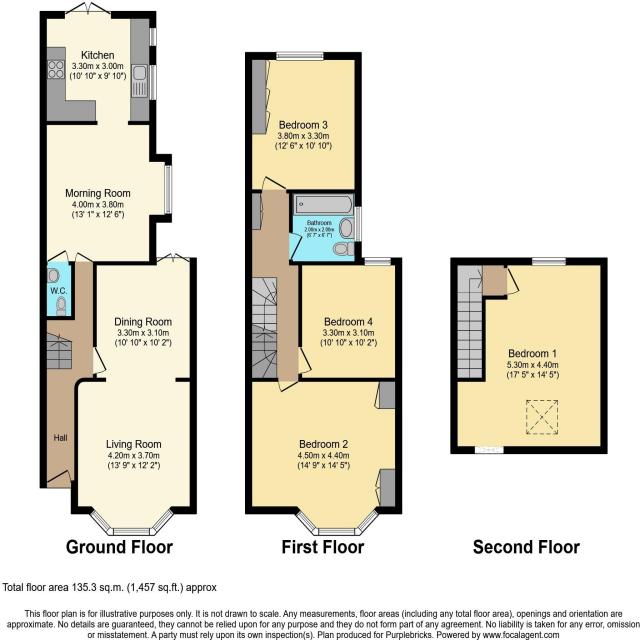 Kitchen
3.30m x 3.00m
(10' 10" x 9' 10")
Morning Room
4.00m x 3.80m
(13' 1" x 12' 6")
W.C.
Dining Room
3.30m x 3.10m
(10' 10" x 10' 2")
Hall
Living Room
4.20m x 3.70m
(13' 9" x 12' 2")
Ground Floor
Bedroom 3
3.80m x 3.30m
(12' 6" x 10' 10")
Bathroom
2.00m x 2.00m
(6' 7" x 6' 7")
Bedroom 4
3.30m x 3.10m
(10' 10" x 10' 2")
Bedroom 2
4.50m x 4.40m
(14' 9" x 14' 5")
First Floor
Bedroom 1
5.30m x 4.40m
(17' 5" x 14' 5")
Second Floor
Total floor area 135.3 sq.m. (1,457 sq.ft.) approx
This floor plan is for illustrative purposes only. It is not drawn to scale. Any measurements, floor areas (including any total floor area), openings and orientation are
approximate. No details are guaranteed, they cannot be relied upon for any purpose and they do not form part of any agreement. No liability is taken for any error, omission
or misstatement. A party must rely upon its own inspection(s). Plan produced for Purplebricks. Powered by www.focalagent.com